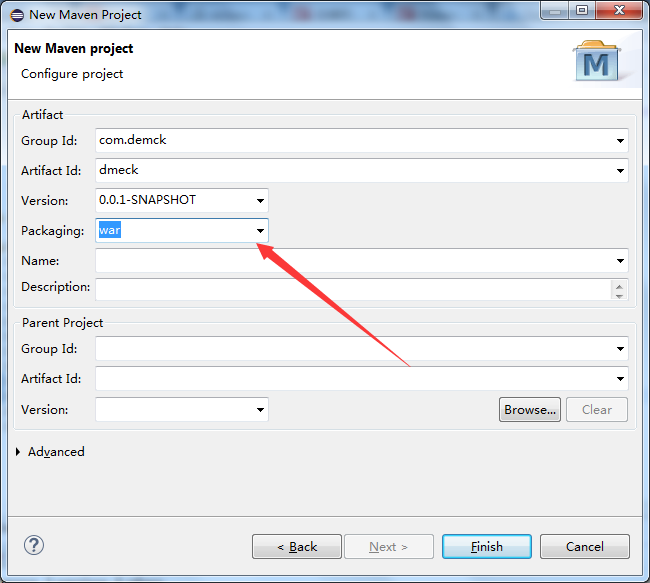 New Maven Project
New Maven project
Configure project
M
Artifact
Group Id: com.demck
Artifact Id: dmeck
Version: 0.0.1-SNAPSHOT
Packaging: war
Name:
Description:
Parent Project
Group Id:
Artifact Id:
Version: Browse... Clear
Advanced
? < Back Next > Finish Cancel